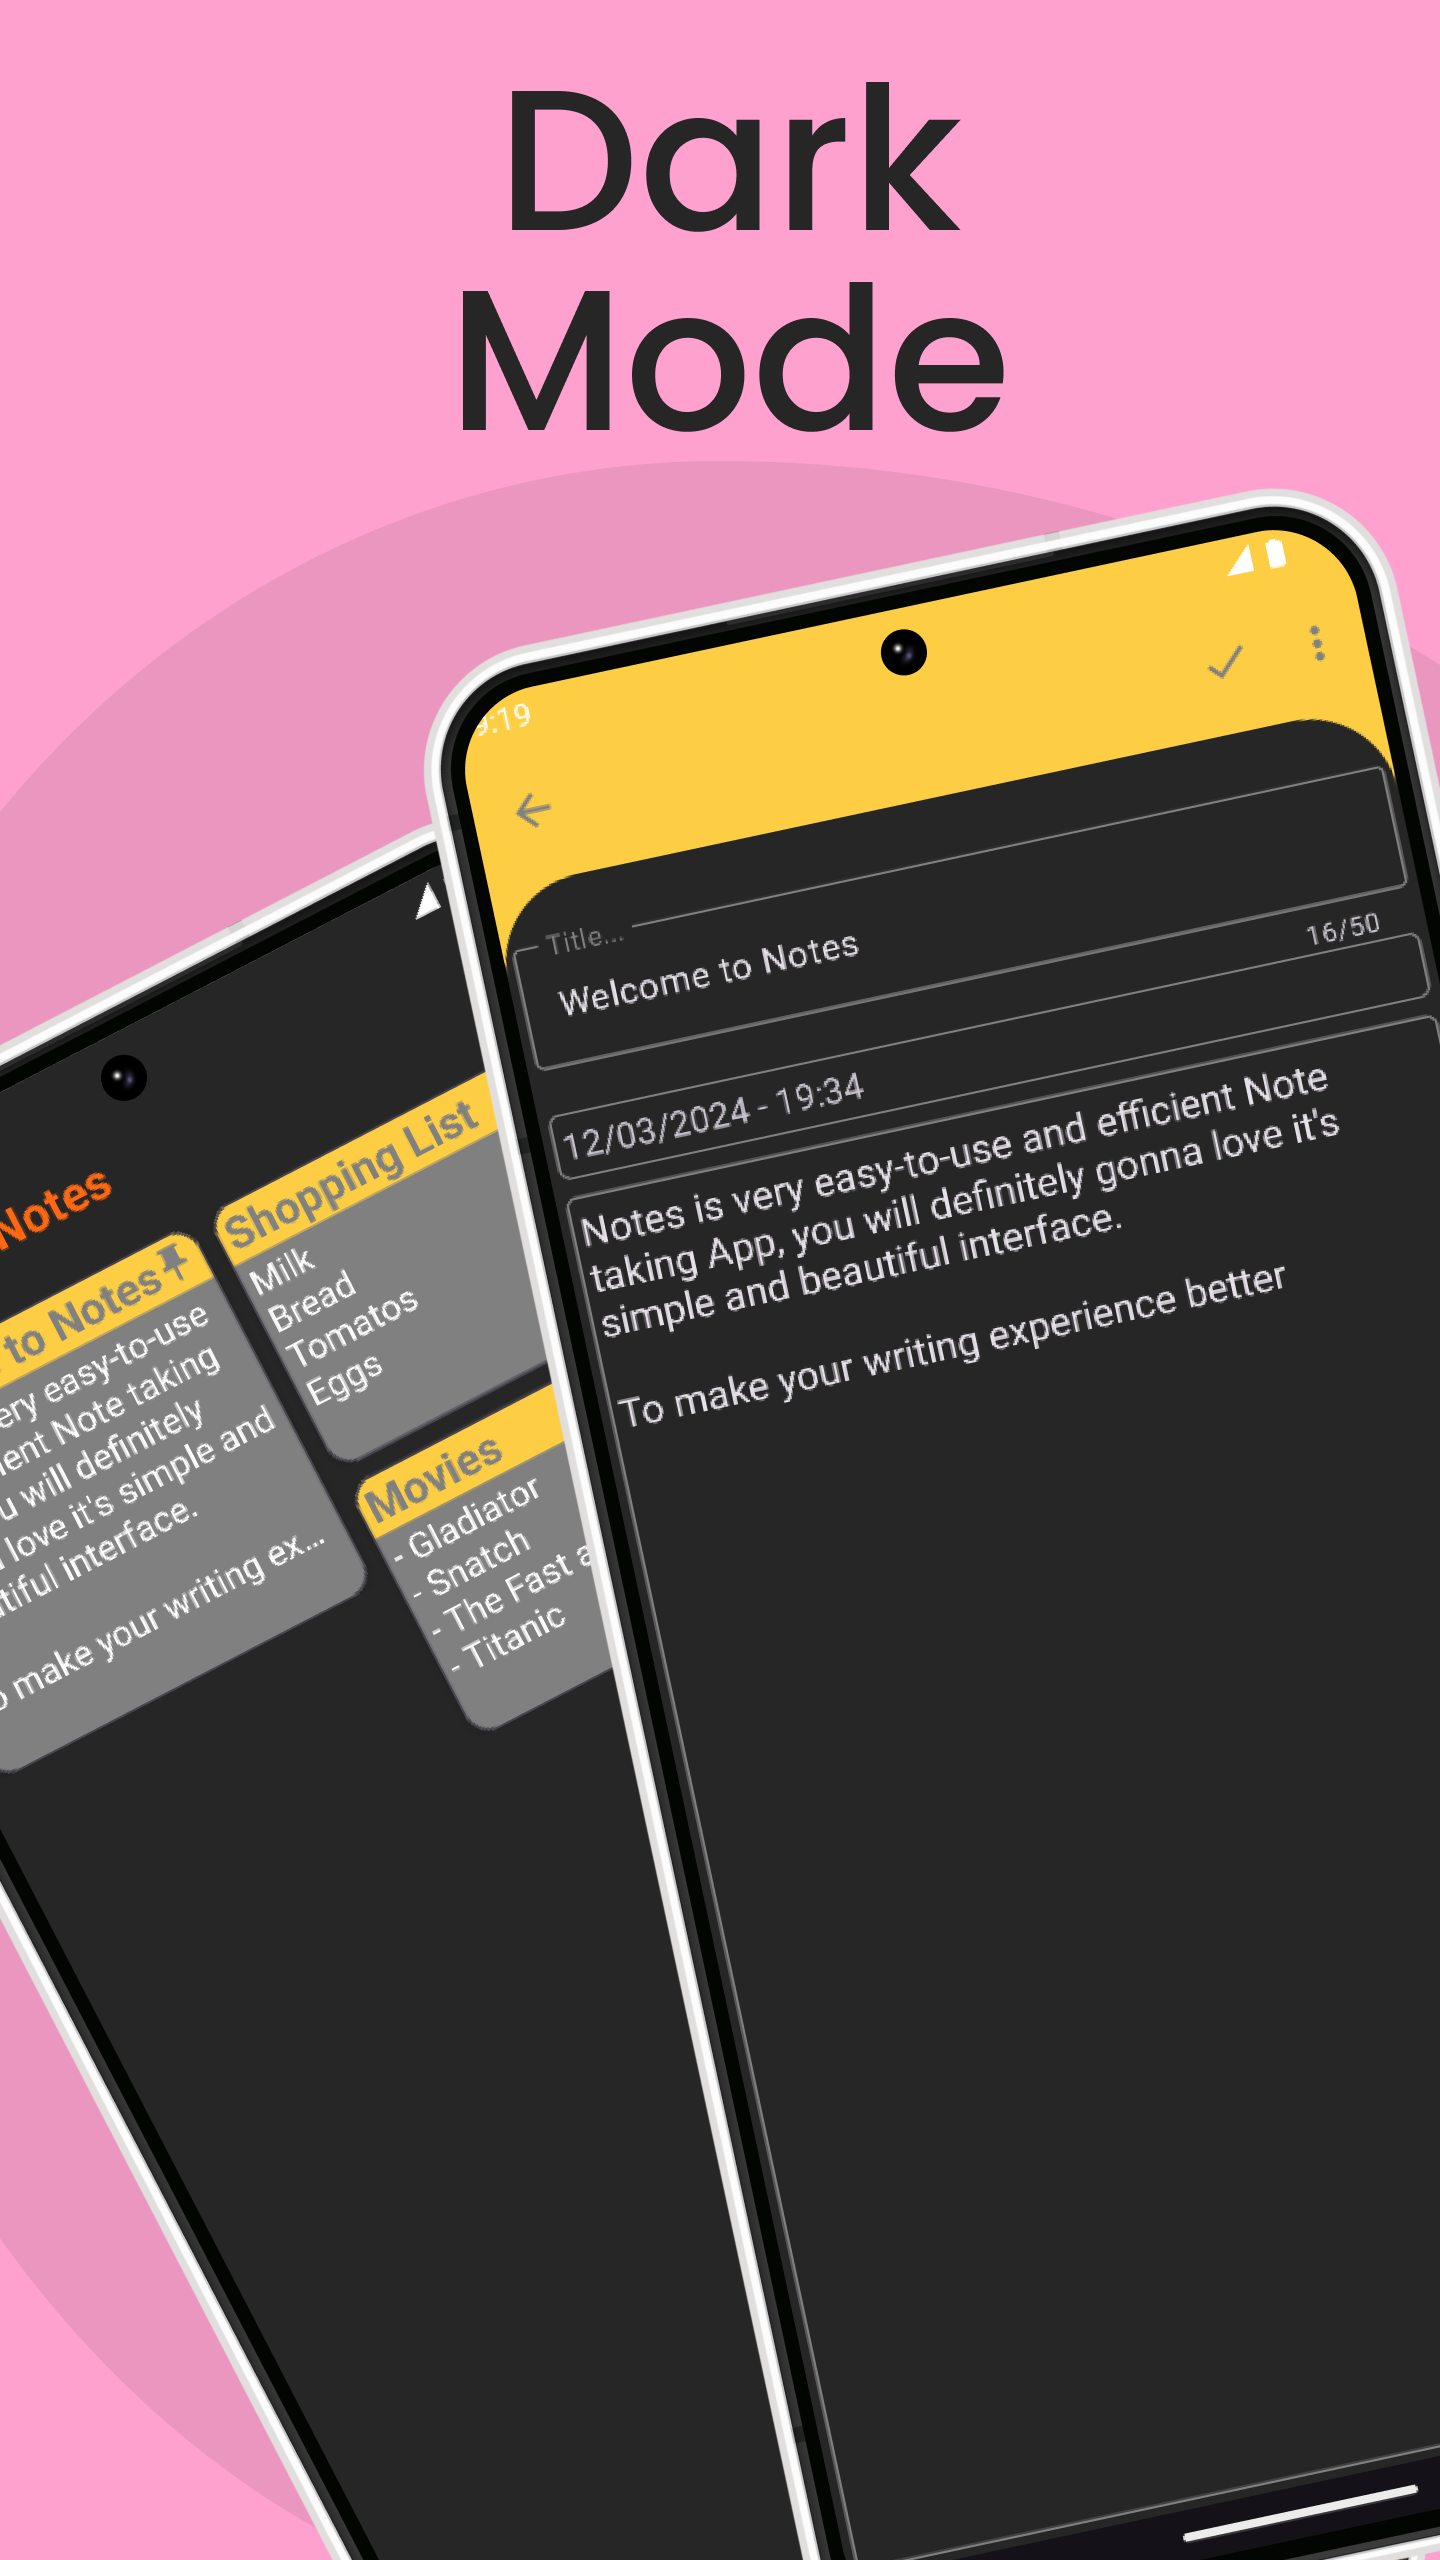 Dark
Mode
9:19
Title...
Welcome to Notes
16/50
12/03/2024 - 19:34
Notes is very easy-to-use and efficient Note
taking App, you will definitely gonna love it's
simple and beautiful interface.
To make your writing experience better
Notes
to Notes
easy-to-use
Note taking
will definitely
love it's simple and
interface.
make your writing ex...
Shopping List
Milk
Bread
Tomatos
Eggs
Movies
- Gladiator
- Snatch
- The Fast
- Titanic